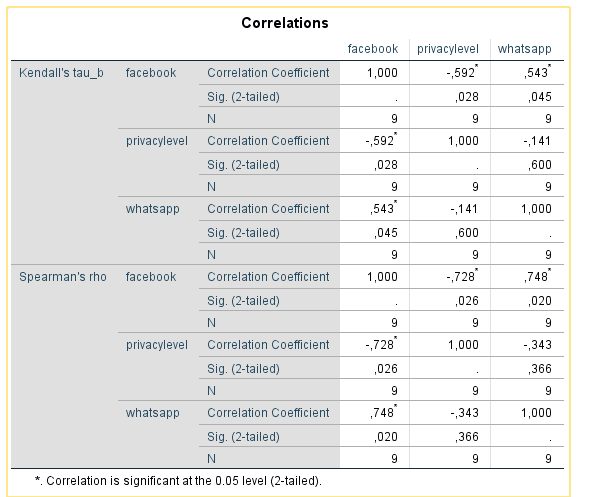 Correlations
facebook privacylevel whatsapp
Kendall's tau_b facebook Correlation Coefficient 1,000 -,592* ,543*
Sig. (2-tailed) . ,028 ,045
N 9 9 9
privacylevel Correlation Coefficient -,592* 1,000 -,141
Sig. (2-tailed) ,028 . ,600
N 9 9 9
whatsapp Correlation Coefficient ,543* -,141 1,000
Sig. (2-tailed) ,045 ,600 .
N 9 9 9
Spearman's rho facebook Correlation Coefficient 1,000 -,728* ,748*
Sig. (2-tailed) . ,026 ,020
N 9 9 9
privacylevel Correlation Coefficient -,728* 1,000 -,343
Sig. (2-tailed) ,026 . ,366
N 9 9 9
whatsapp Correlation Coefficient ,748* -,343 1,000
Sig. (2-tailed) ,020 ,366 .
N 9 9 9
*. Correlation is significant at the 0.05 level (2-tailed).